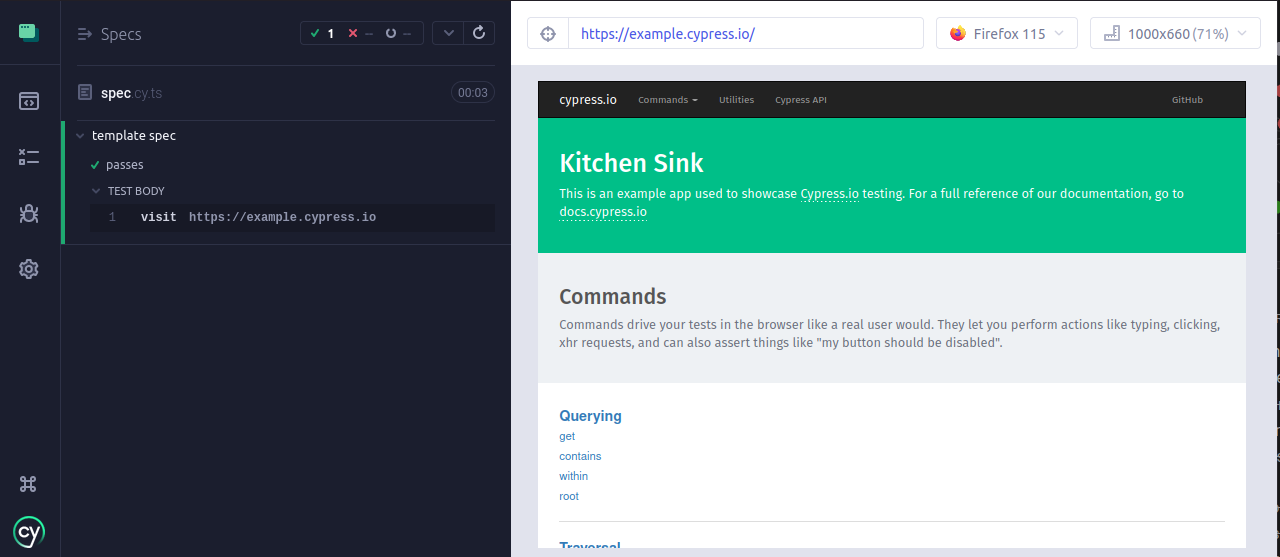 Specs
1 -- --
spec.cy.ts 00:03
template spec
passes
TEST BODY
1 visit https://example.cypress.io
cy
https://example.cypress.io/
Firefox 115
1000x660 (71%)
cypress.io Commands Utilities Cypress API GitHub
Kitchen Sink
This is an example app used to showcase Cypress.io testing. For a full reference of our documentation, go to
docs.cypress.io
Commands
Commands drive your tests in the browser like a real user would. They let you perform actions like typing, clicking,
xhr requests, and can also assert things like "my button should be disabled".
Querying
get
contains
within
root
Traversal